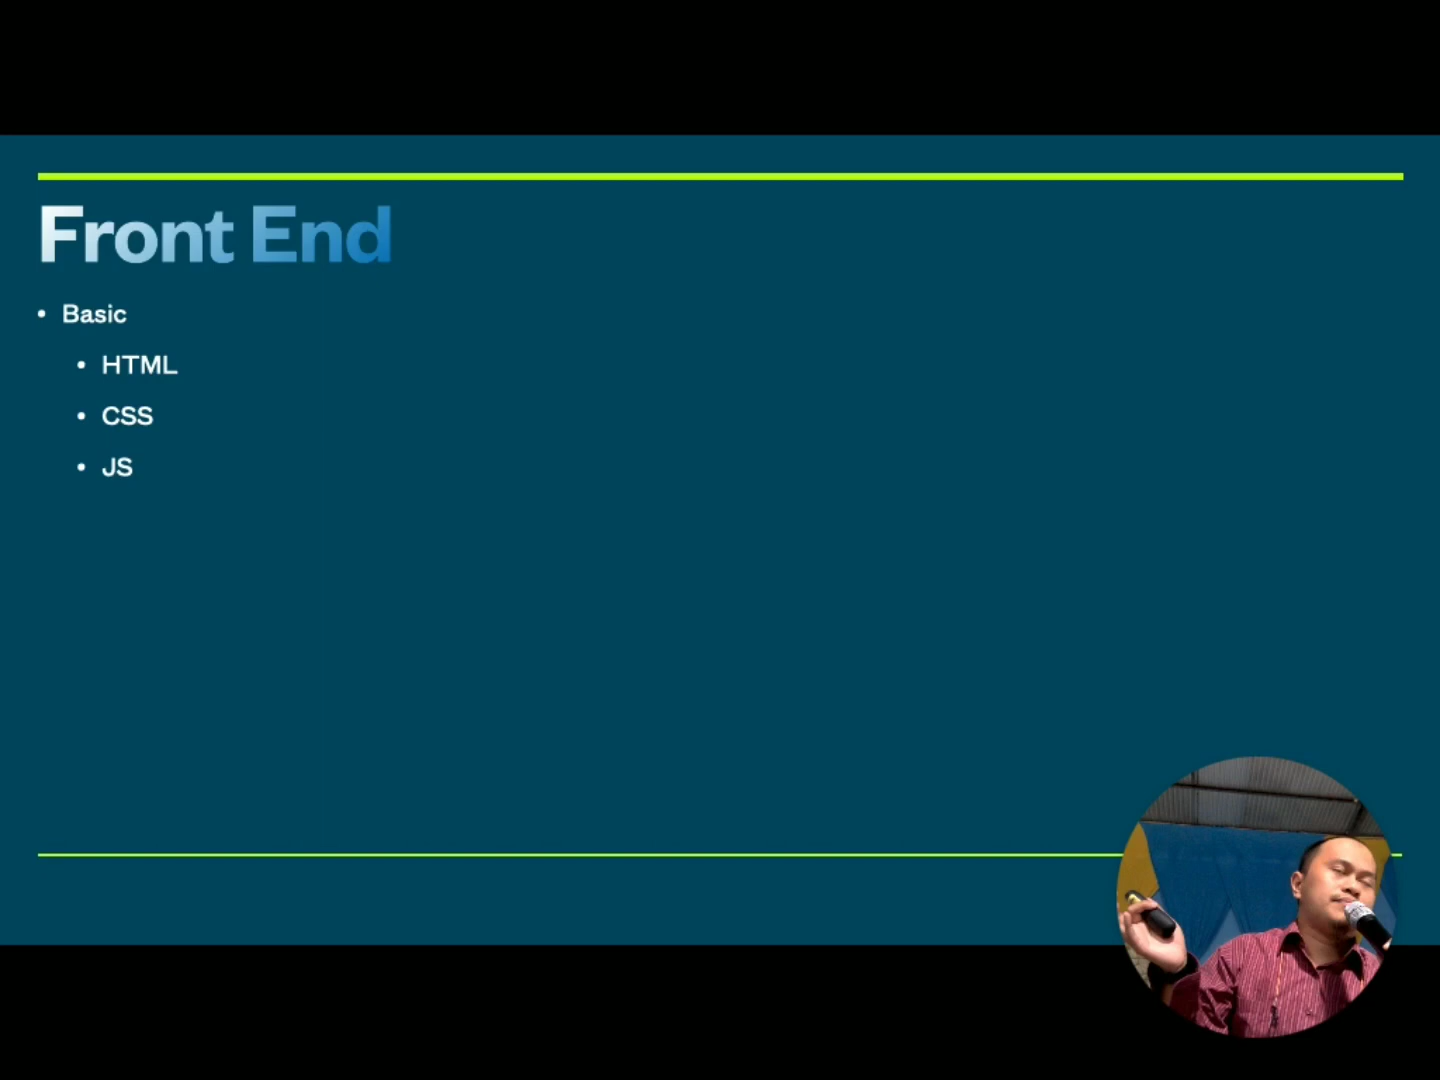 Front End
• Basic
• HTML
• CSS
• JS